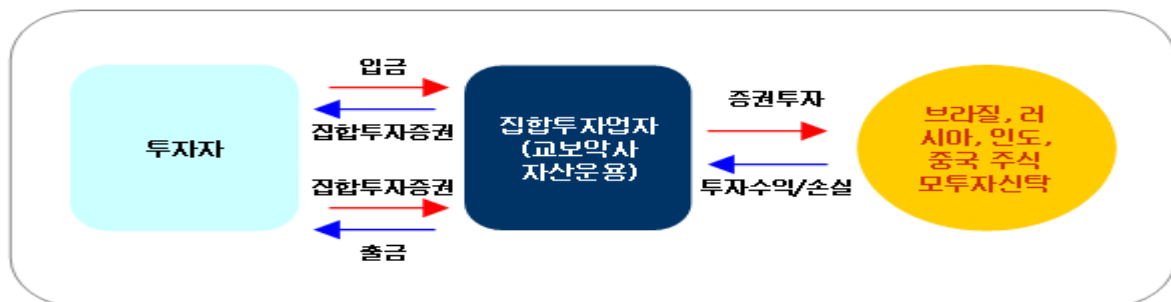 투자자
입금
집합투자증권
집합투자증권
출금
집합투자업자
(교보악사
자산운용)
증권투자
투자수익/손실
브라질, 러
시아, 인도,
중국 주식
모투자신탁